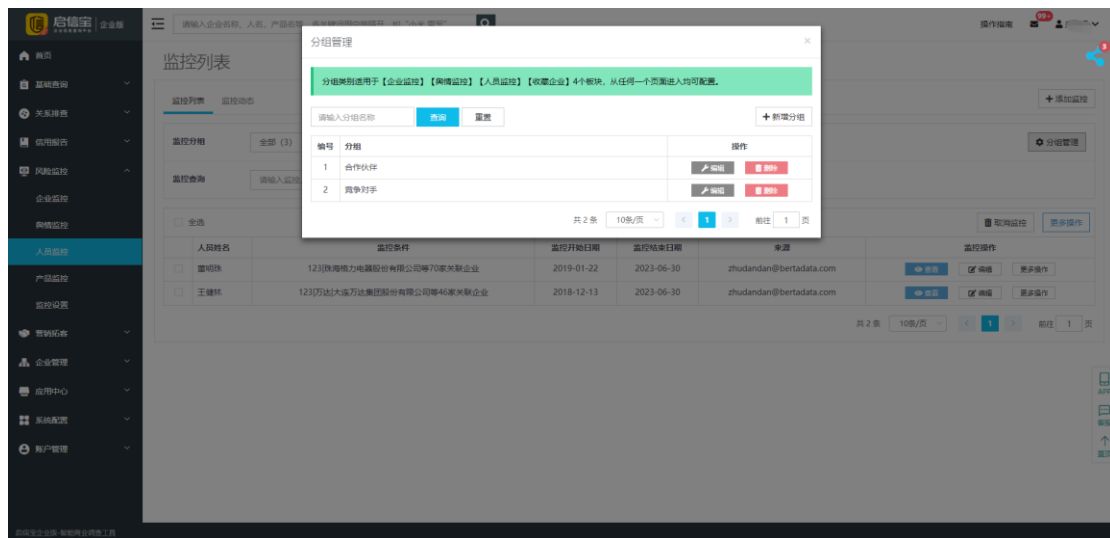 启信宝 企业版
操作指南 99+
首页
基础查询
关系排查
信用报告
风险监控
企业监控
舆情监控
人员监控
产品监控
监控设置
营销拓客
企业管理
应用中心
系统配置
账户管理
启信宝企业版-智能商业调查工具
监控列表
监控列表 监控动态
添加监控
监控分组 全部 (3)
分组管理
监控查询 请输入监控
全选 取消监控 更多操作
人员姓名 监控条件 监控开始日期 监控结束日期 来源 监控操作
董明珠 123|珠海格力电器股份有限公司等70家关联企业 2019-01-22 2023-06-30 zhudandan@bertadata.com 查看 编辑 更多操作
王健林 123|万达|大连万达集团股份有限公司等46家关联企业 2018-12-13 2023-06-30 zhudandan@bertadata.com 查看 编辑 更多操作
共 2 条 10条/页 < 1 > 前往 1 页
分组管理 ×
分组类别适用于【企业监控】【舆情监控】【人员监控】【收藏企业】4个板块，从任何一个页面进入均可配置。
请输入分组名称 查询 重置 新增分组
编号 分组 操作
1 合作伙伴 编辑 删除
2 竞争对手 编辑 删除
共 2 条 10条/页 < 1 > 前往 1 页
3
APP